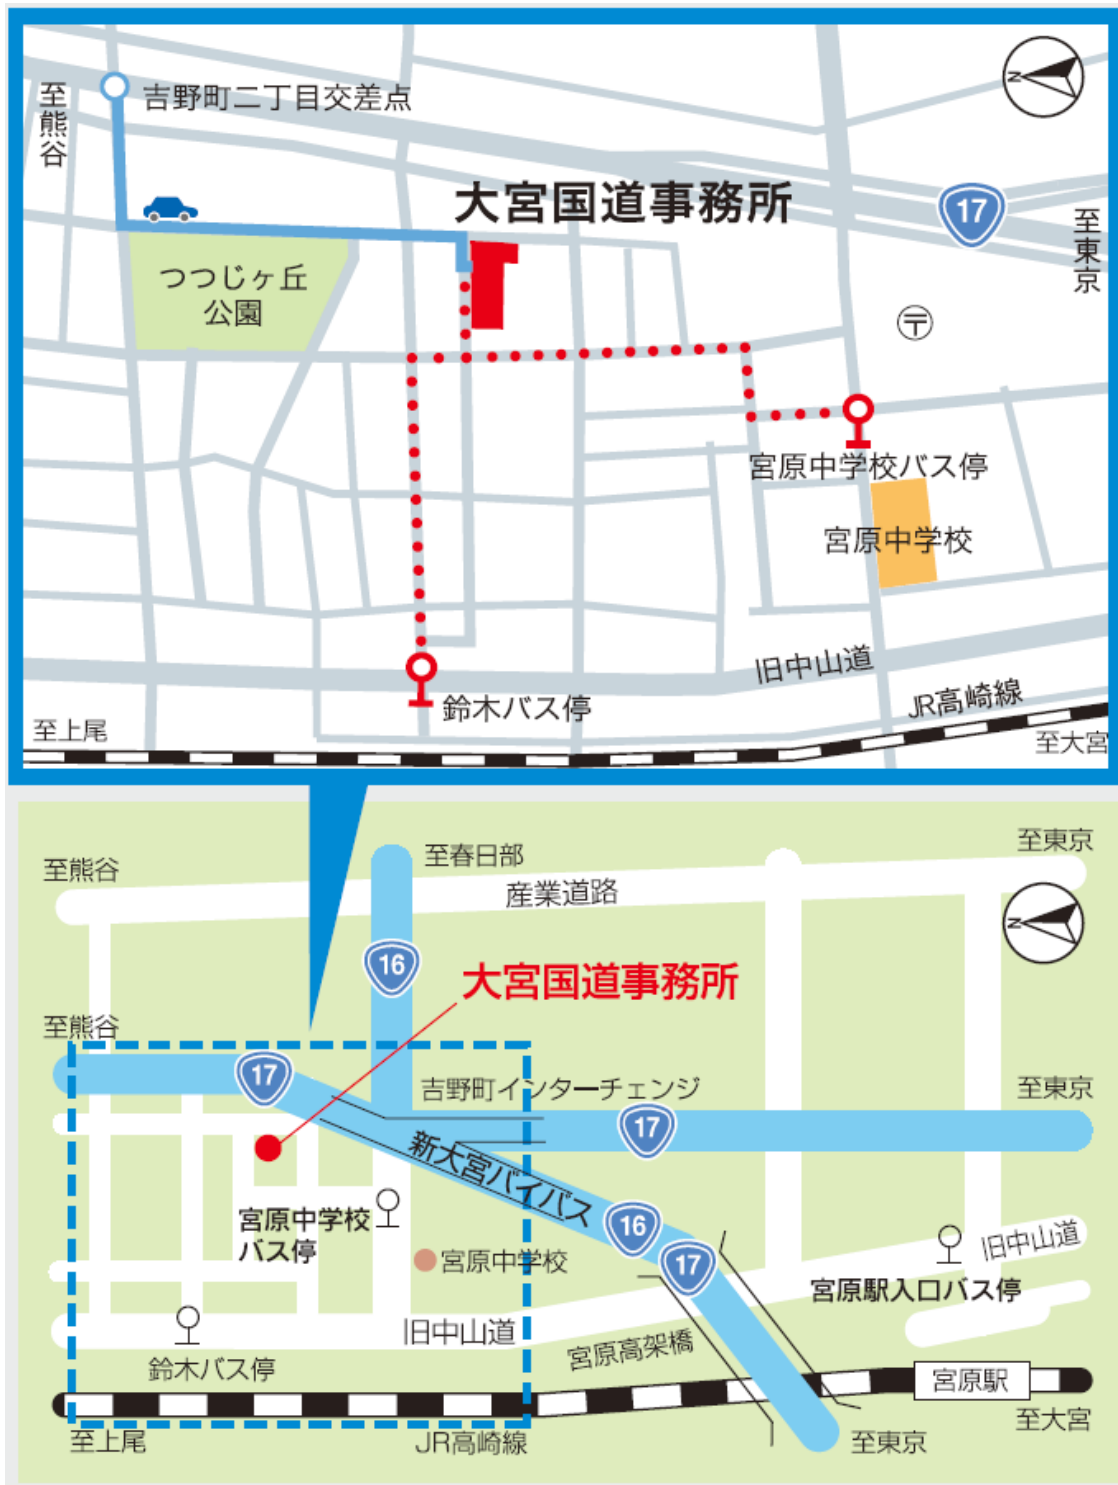 至熊谷
吉野町二丁目交差点
N
大宮国道事務所
17
至東京
つつじヶ丘
公園
〒
宮原中学校バス停
宮原中学校
旧中山道
鈴木バス停
JR高崎線
至上尾
至大宮
至熊谷
至春日部
至東京
産業道路
N
16
大宮国道事務所
至熊谷
17
吉野町インターチェンジ
至東京
17
新大宮バイパス
宮原中学校
バス停
16
宮原中学校
17
旧中山道
宮原駅入口バス停
旧中山道
鈴木バス停
宮原高架橋
宮原駅
至上尾
JR高崎線
至東京
至大宮